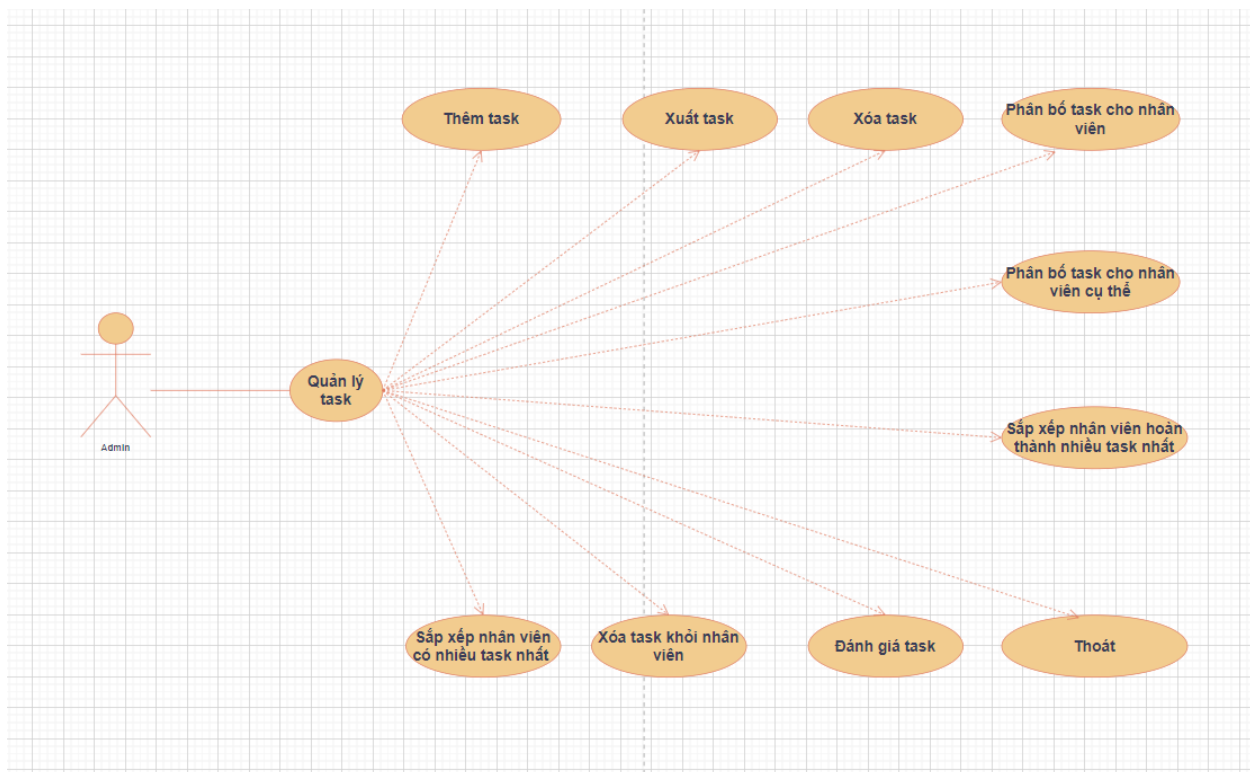 Thêm task
Xuất task
Xóa task
Phân bố task cho nhân
viên
Phân bố task cho nhân
viên cụ thể
Quản lý
task
Admin
Sắp xếp nhân viên hoàn
thành nhiều task nhất
Sắp xếp nhân viên
có nhiều task nhất
Xóa task khỏi nhân
viên
Đánh giá task
Thoát